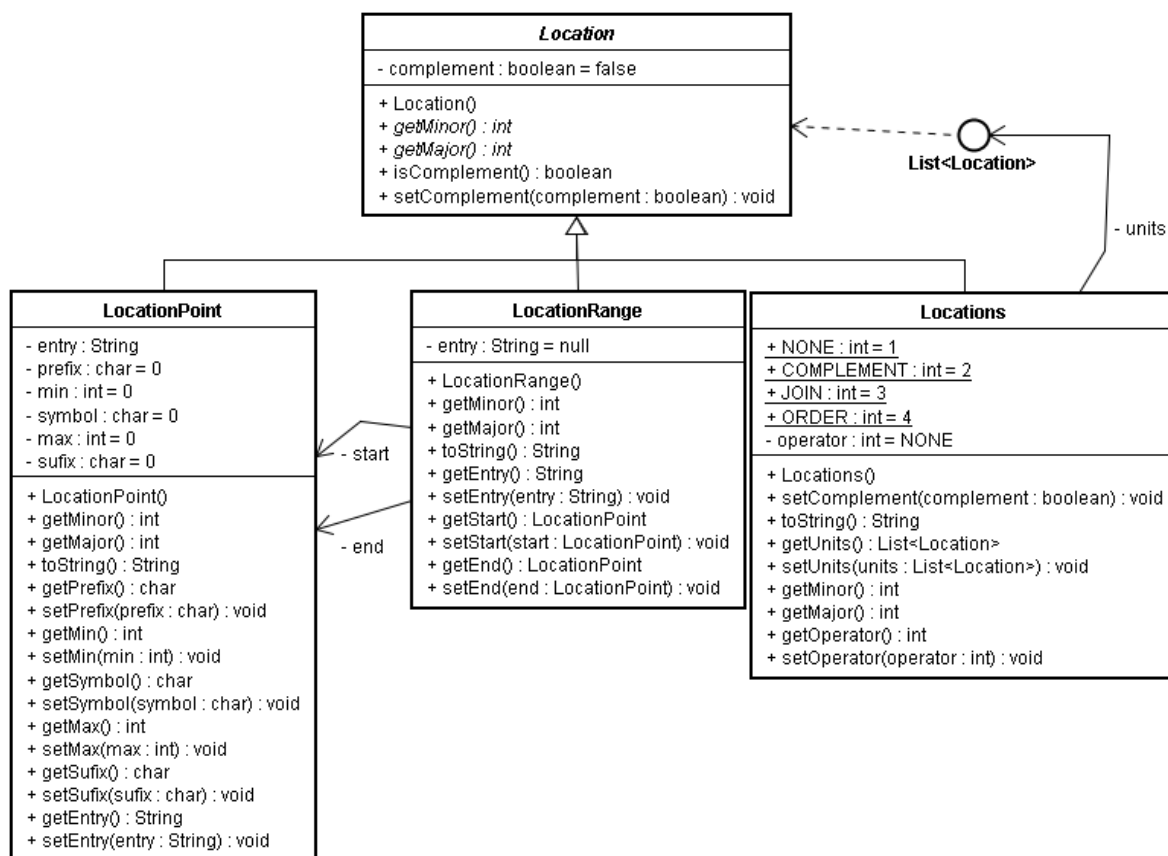 Location
- complement : boolean = false
+ Location()
+ getMinor() : int
+ getMajor() : int
+ isComplement() : boolean
+ setComplement(complement : boolean) : void
List<Location>
- units
LocationPoint
- entry : String
- prefix : char = 0
- min : int = 0
- symbol : char = 0
- max : int = 0
- sufix : char = 0
+ LocationPoint()
+ getMinor() : int
+ getMajor() : int
+ toString() : String
+ getPrefix() : char
+ setPrefix(prefix : char) : void
+ getMin() : int
+ setMin(min : int) : void
+ getSymbol() : char
+ setSymbol(symbol : char) : void
+ getMax() : int
+ setMax(max : int) : void
+ getSufix() : char
+ setSufix(sufix : char) : void
+ getEntry() : String
+ setEntry(entry : String) : void
- start
- end
LocationRange
- entry : String = null
+ LocationRange()
+ getMinor() : int
+ getMajor() : int
+ toString() : String
+ getEntry() : String
+ setEntry(entry : String) : void
+ getStart() : LocationPoint
+ setStart(start : LocationPoint) : void
+ getEnd() : LocationPoint
+ setEnd(end : LocationPoint) : void
Locations
+ NONE : int = 1
+ COMPLEMENT : int = 2
+ JOIN : int = 3
+ ORDER : int = 4
- operator : int = NONE
+ Locations()
+ setComplement(complement : boolean) : void
+ toString() : String
+ getUnits() : List<Location>
+ setUnits(units : List<Location>) : void
+ getMinor() : int
+ getMajor() : int
+ getOperator() : int
+ setOperator(operator : int) : void